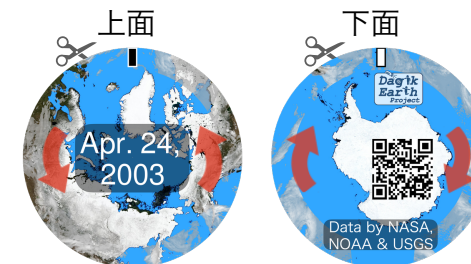 上面
下面
Apr. 24,
2003
Dagik
Earth
Project
Data by NASA,
NOAA & USGS